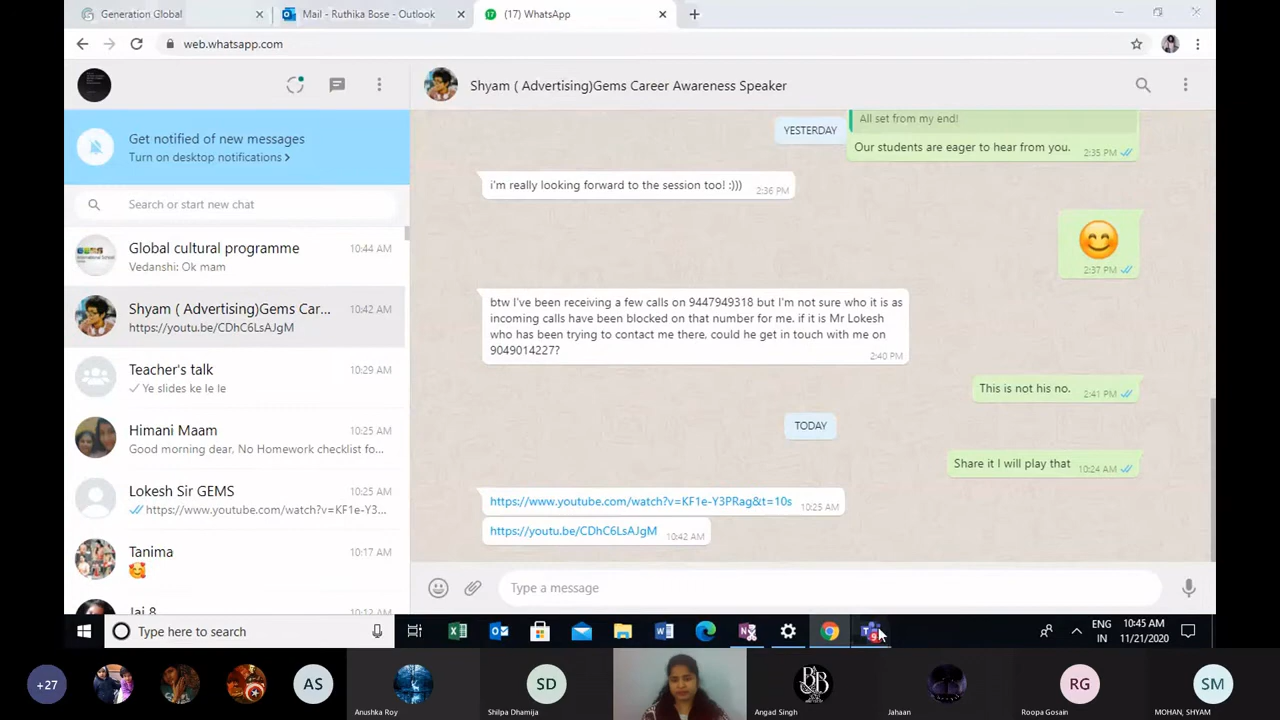 Generation Global
Mail - Ruthika Bose - Outlook
(17) WhatsApp
web.whatsapp.com
Shyam ( Advertising)Gems Career Awareness Speaker
Get notified of new messages
Turn on desktop notifications >
Search or start new chat
Global cultural programme 10:44 AM
Vedanshi: Ok mam
Shyam ( Advertising)Gems Car... 10:42 AM
https://youtu.be/CDhC6LsAJgM
Teacher's talk 10:29 AM
Ye slides ke le le
Himani Maam 10:25 AM
Good morning dear, No Homework checklist fo...
Lokesh Sir GEMS 10:25 AM
https://www.youtube.com/watch?v=KF1e-Y3...
Tanima 10:17 AM
Jai 8 10:12 AM
All set from my end!
YESTERDAY
Our students are eager to hear from you. 2:35 PM
i'm really looking forward to the session too! :))) 2:36 PM
2:37 PM
btw I've been receiving a few calls on 9447949318 but I'm not sure who it is as
incoming calls have been blocked on that number for me. if it is Mr Lokesh
who has been trying to contact me there, could he get in touch with me on
9049014227?
2:40 PM
This is not his no. 2:41 PM
TODAY
Share it I will play that 10:24 AM
https://www.youtube.com/watch?v=KF1e-Y3PRag&t=10s 10:25 AM
https://youtu.be/CDhC6LsAJgM 10:42 AM
Type a message
Type here to search
ENG
IN
10:45 AM
11/21/2020
+27
AS
Anushka Roy
SD
Shilpa Dhamija
Angad Singh
Jahaan
RG
Roopa Gosain
SM
MOHAN, SHYAM